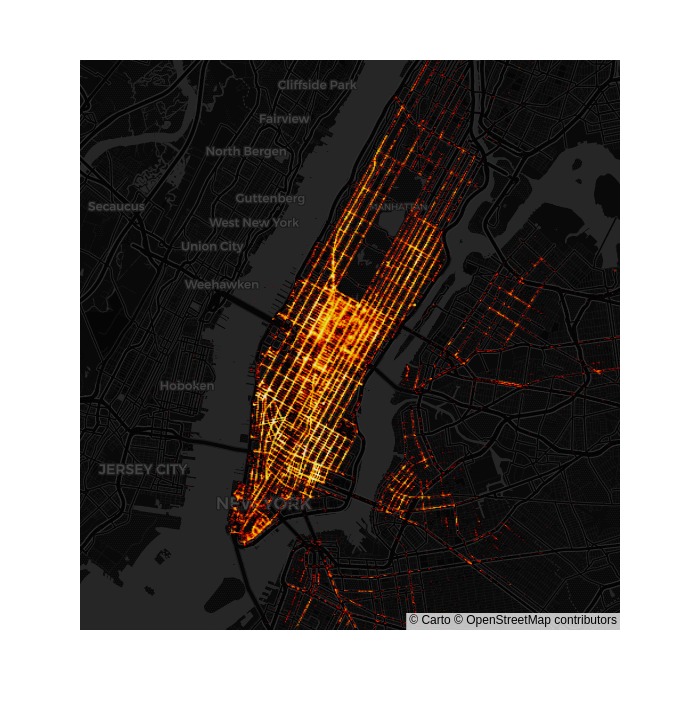 Cliffside Park
Fairview
North Bergen
Guttenberg
Secaucus
MANHATTAN
West New York
Union City
Weehawken
Hoboken
JERSEY CITY
NEW YORK
© Carto © OpenStreetMap contributors